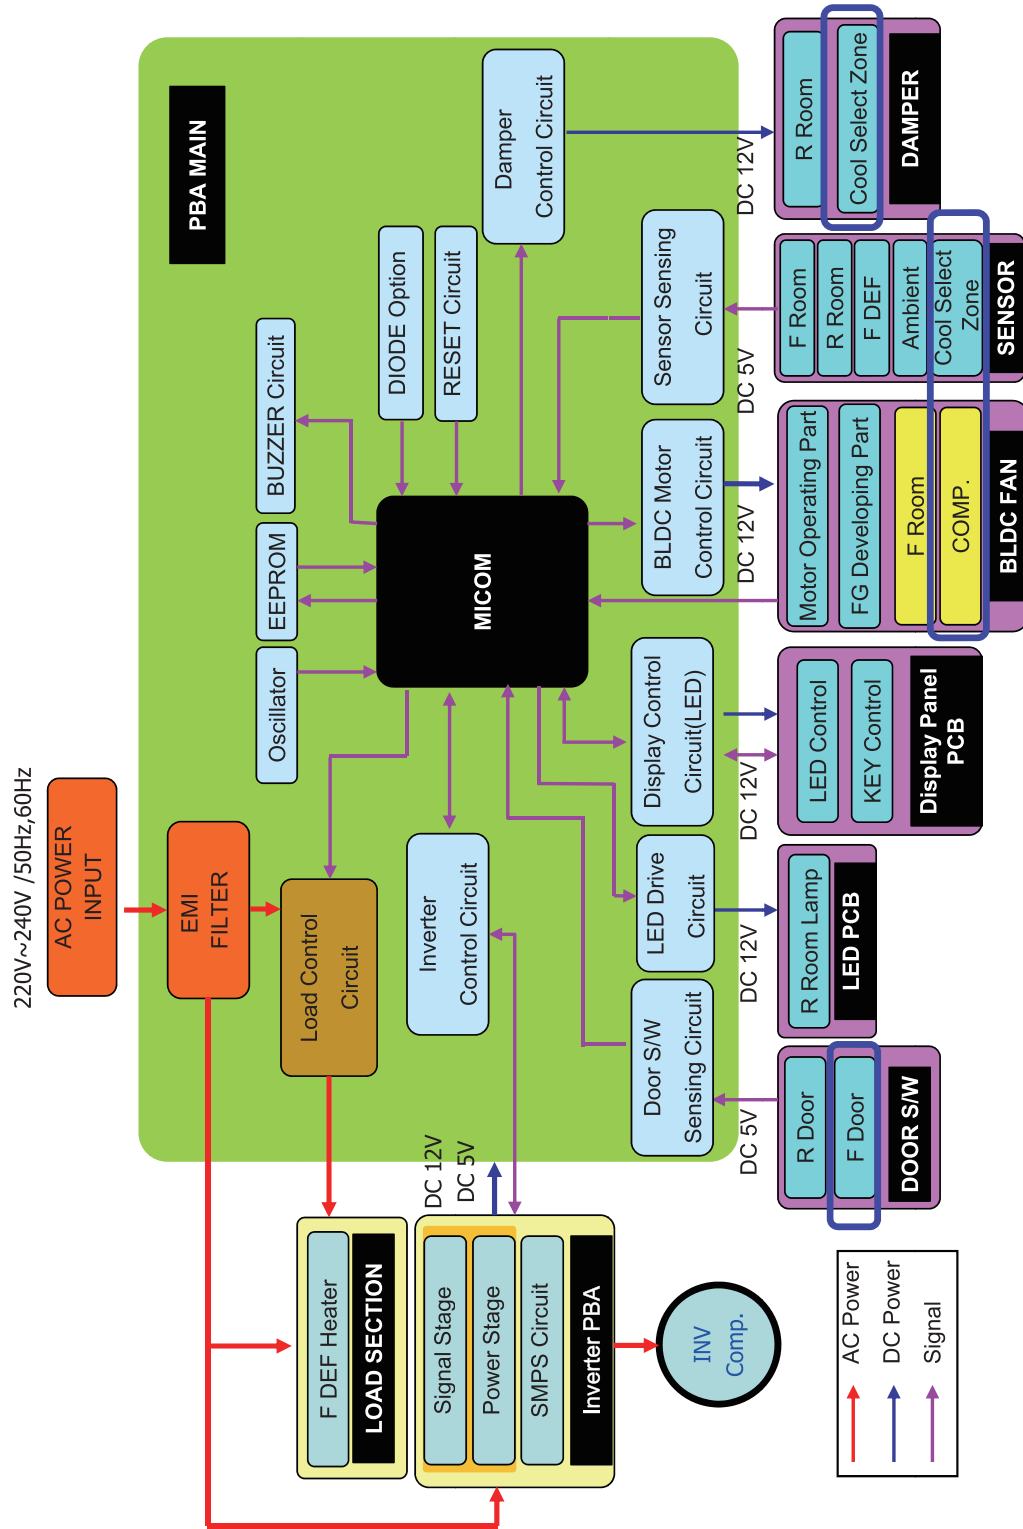 220V~240V /50Hz,60Hz
AC POWER
INPUT
EMI
FILTER
PBA MAIN
Load Control
Circuit
Oscillator
EEPROM
BUZZER Circuit
DIODE Option
RESET Circuit
Inverter
Control Circuit
MICOM
Damper
Control Circuit
Door S/W
Sensing Circuit
LED Drive
Circuit
Display Control
Circuit(LED)
BLDC Motor
Control Circuit
Sensor Sensing
Circuit
DC 12V
DC 5V
DC 5V
DC 12V
DC 12V
DC 12V
DC 5V
DC 12V
F DEF Heater
LOAD SECTION
Signal Stage
Power Stage
SMPS Circuit
Inverter PBA
INV
Comp.
R Door
F Door
DOOR S/W
R Room Lamp
LED PCB
LED Control
KEY Control
Display Panel
PCB
Motor Operating Part
FG Developing Part
F Room
COMP.
BLDC FAN
F Room
R Room
F DEF
Ambient
Cool Select
Zone
SENSOR
R Room
Cool Select Zone
DAMPER
AC Power
DC Power
Signal